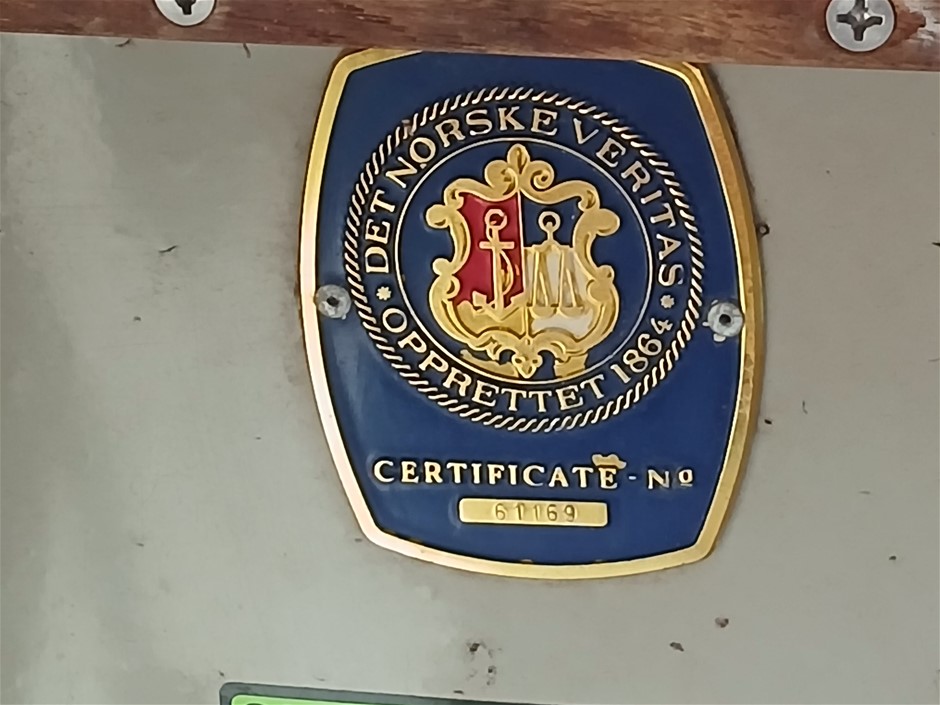 DET NORSKE VERITAS
OPPRETTET 1864
CERTIFICATE - Nº
61169